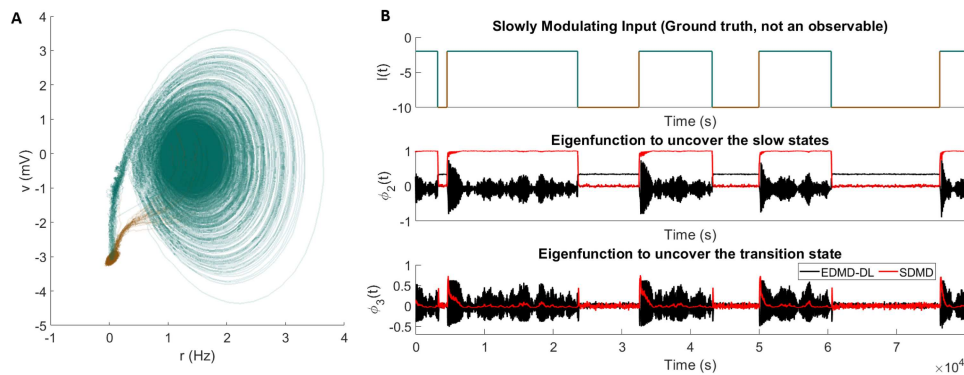 A
v (mV)
4
3
2
1
0
-1
-2
-3
-4
-5
-1
0
1
2
3
4
r (Hz)
B
Slowly Modulating Input (Ground truth, not an observable)
I(t)
0
-5
-10
Time (s)
Eigenfunction to uncover the slow states
ϕ₂(t)
1
0
-1
Time (s)
Eigenfunction to uncover the transition state
EDMD-DL
SDMD
ϕ₃(t)
1
0.5
0
-0.5
0
1
2
3
4
5
6
7
Time (s)
×10⁴